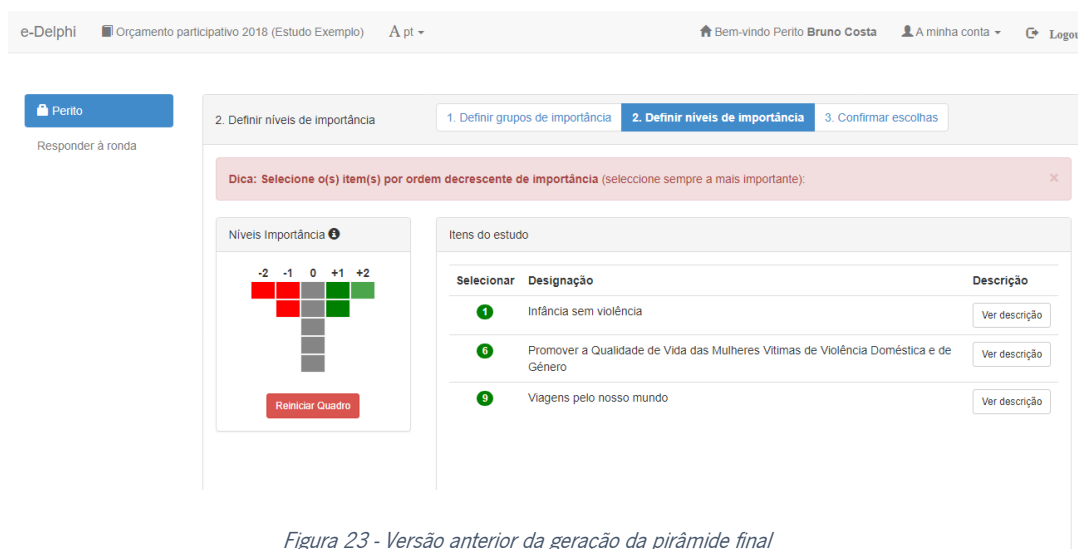 e-Delphi Orçamento participativo 2018 (Estudo Exemplo) A pt Bem-vindo Perito Bruno Costa A minha conta Logou
Perito
Responder à ronda
2. Definir níveis de importância 1. Definir grupos de importância 2. Definir níveis de importância 3. Confirmar escolhas
Dica: Selecione o(s) item(s) por ordem decrescente de importância (seleccione sempre a mais importante): ×
Níveis Importância
-2 -1 0 +1 +2
Reiniciar Quadro
Itens do estudo
Selecionar Designação Descrição
1 Infância sem violência Ver descrição
6 Promover a Qualidade de Vida das Mulheres Vitimas de Violência Doméstica e de Ver descrição
Género
9 Viagens pelo nosso mundo Ver descrição
Figura 23 - Versão anterior da geração da pirâmide final